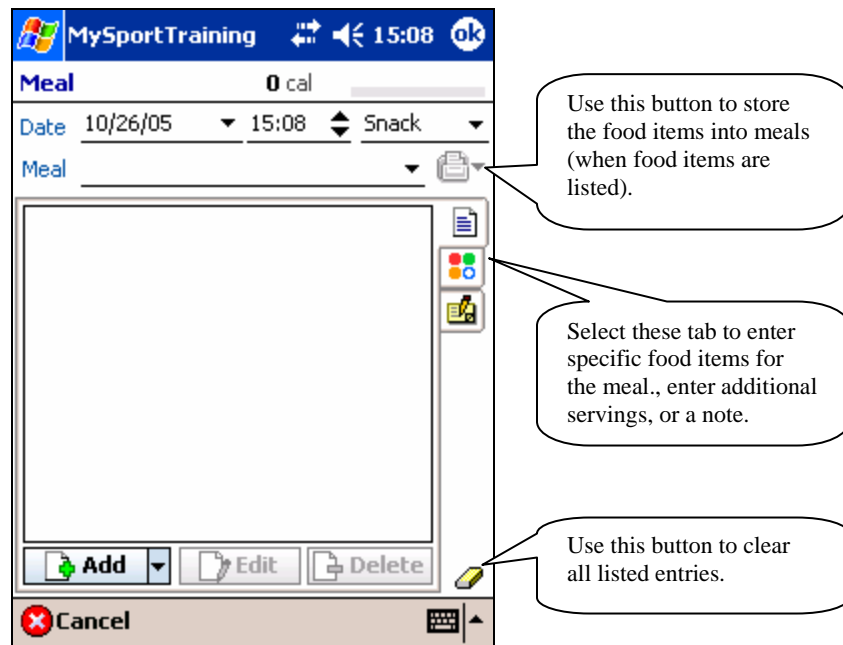 MySportTraining 15:08 ok
Meal 0 cal
Date 10/26/05 15:08 Snack
Meal
Add Edit Delete
Cancel
Use this button to store
the food items into meals
(when food items are
listed).
Select these tab to enter
specific food items for
the meal., enter additional
servings, or a note.
Use this button to clear
all listed entries.